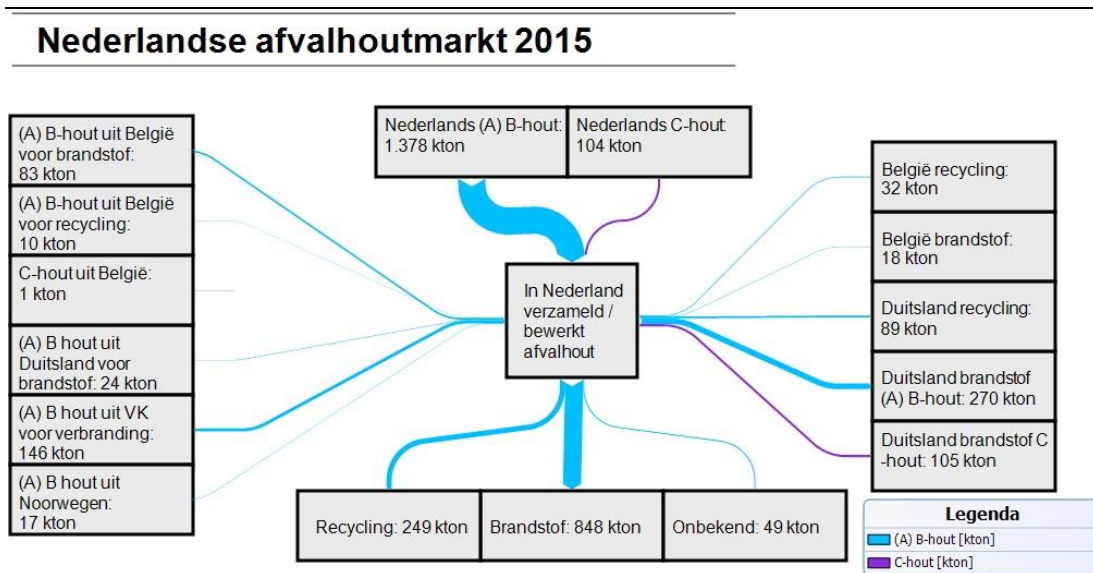 Nederlandse afvalhoutmarkt 2015
(A) B-hout uit België
voor brandstof:
83 kton
(A) B-hout uit België
voor recycling:
10 kton
C-hout uit België:
1 kton
(A) B hout uit
Duitsland voor
brandstof: 24 kton
(A) B hout uit VK
voor verbranding:
146 kton
(A) B hout uit
Noorwegen:
17 kton
Nederlands (A) B-hout:
1.378 kton
Nederlands C-hout:
104 kton
In Nederland
verzameld /
bewerkt
afvalhout
Recycling: 249 kton
Brandstof: 848 kton
Onbekend: 49 kton
België recycling:
32 kton
België brandstof:
18 kton
Duitsland recycling:
89 kton
Duitsland brandstof
(A) B-hout: 270 kton
Duitsland brandstof C
-hout: 105 kton
Legenda
(A) B-hout [kton]
C-hout [kton]